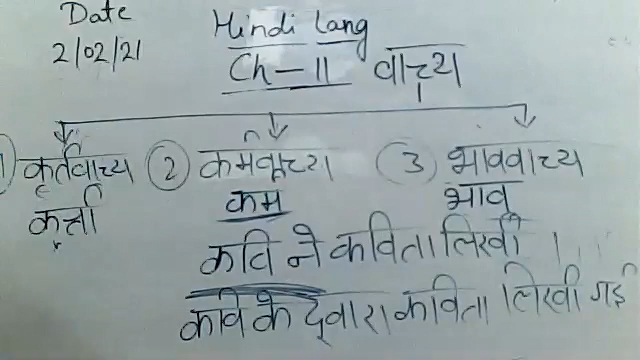 Date Hindi Lang
2/02/21 Ch-11 वाच्य
1) कृर्तवाच्य (2) कर्मवाच्य (3) भाववाच्य
कर्त्ता कर्म भाव
कवि ने कविता लिखी ।
कवि के द्वारा कविता लिखी गई